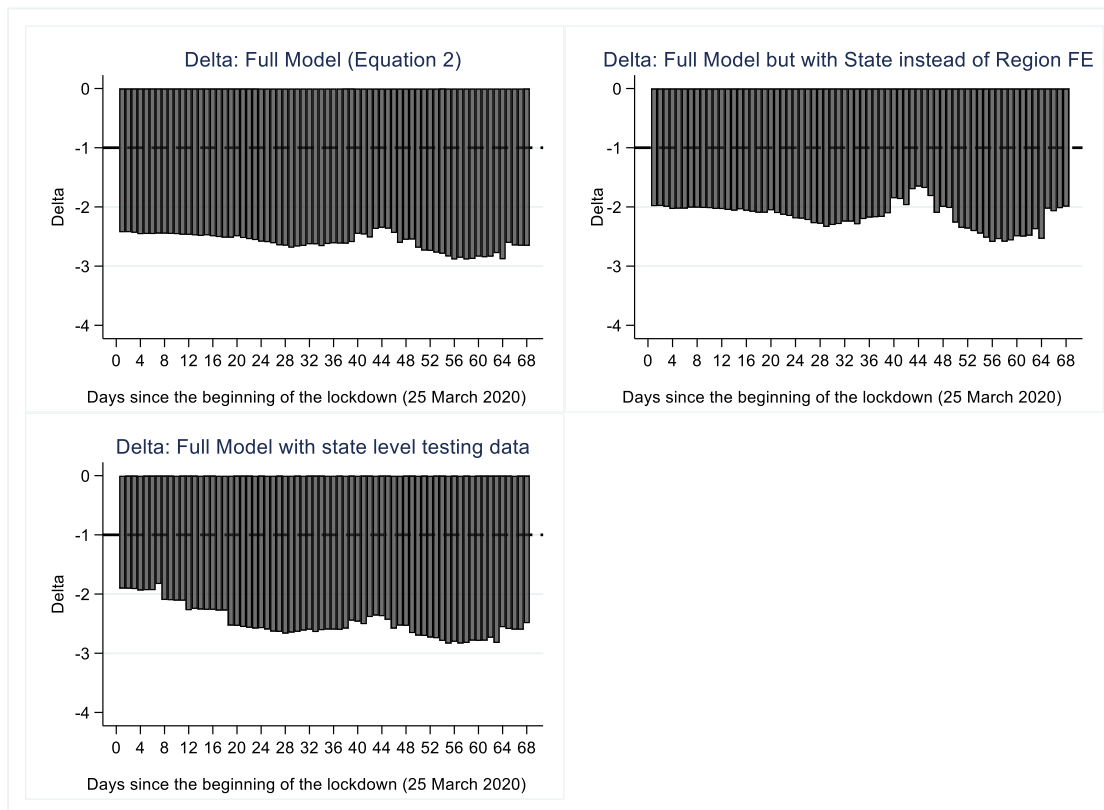 Delta: Full Model (Equation 2)
0
-1
-2
-3
-4
Delta
0 4 8 12 16 20 24 28 32 36 40 44 48 52 56 60 64 68
Days since the beginning of the lockdown (25 March 2020)
Delta: Full Model but with State instead of Region FE
0
-1
-2
-3
-4
Delta
0 4 8 12 16 20 24 28 32 36 40 44 48 52 56 60 64 68
Days since the beginning of the lockdown (25 March 2020)
Delta: Full Model with state level testing data
0
-1
-2
-3
-4
Delta
0 4 8 12 16 20 24 28 32 36 40 44 48 52 56 60 64 68
Days since the beginning of the lockdown (25 March 2020)